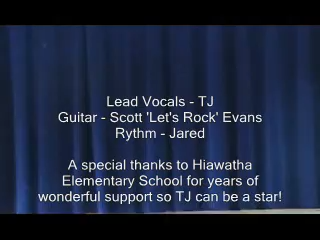 Lead Vocals - TJ
Guitar - Scott 'Let's Rock' Evans
Rythm - Jared
A special thanks to Hiawatha
Elementary School for years of
wonderful support so TJ can be a star!